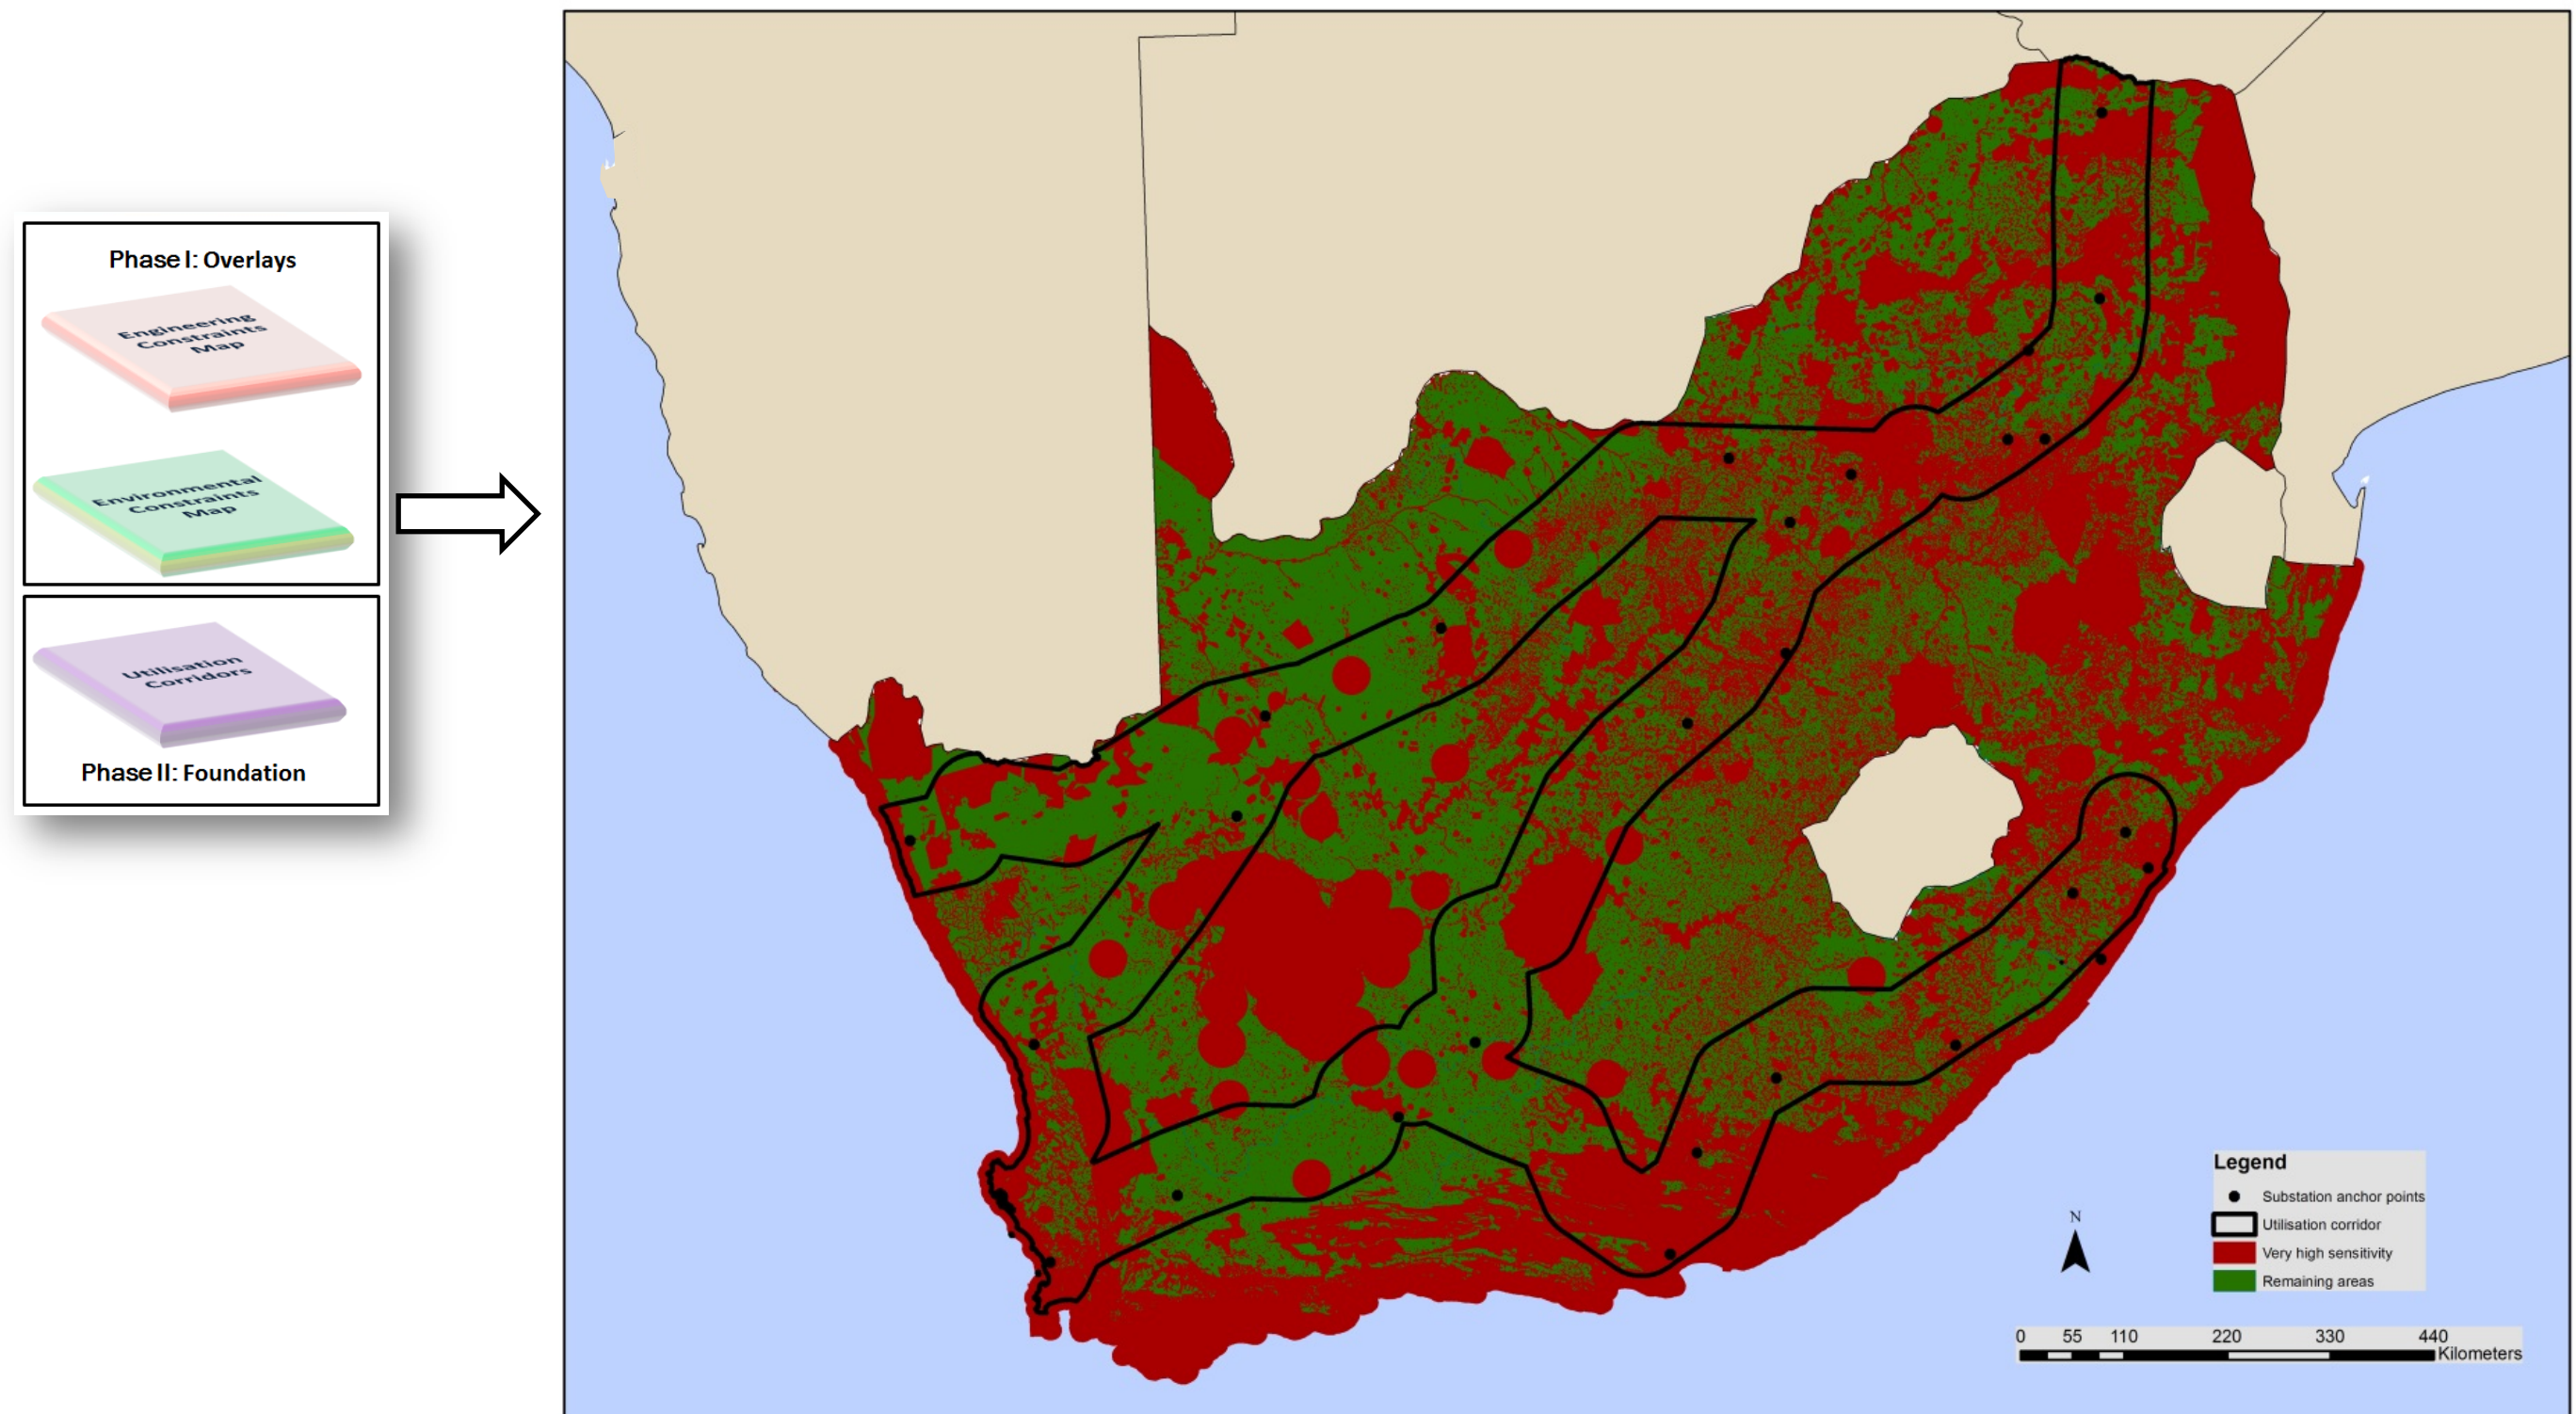 Phase I: Overlays
Engineering
Constraints
Map
Environmental
Constraints
Map
Utilisation
Corridors
Phase II: Foundation
N
Legend
Substation anchor points
Utilisation corridor
Very high sensitivity
Remaining areas
0 55 110 220 330 440
Kilometers